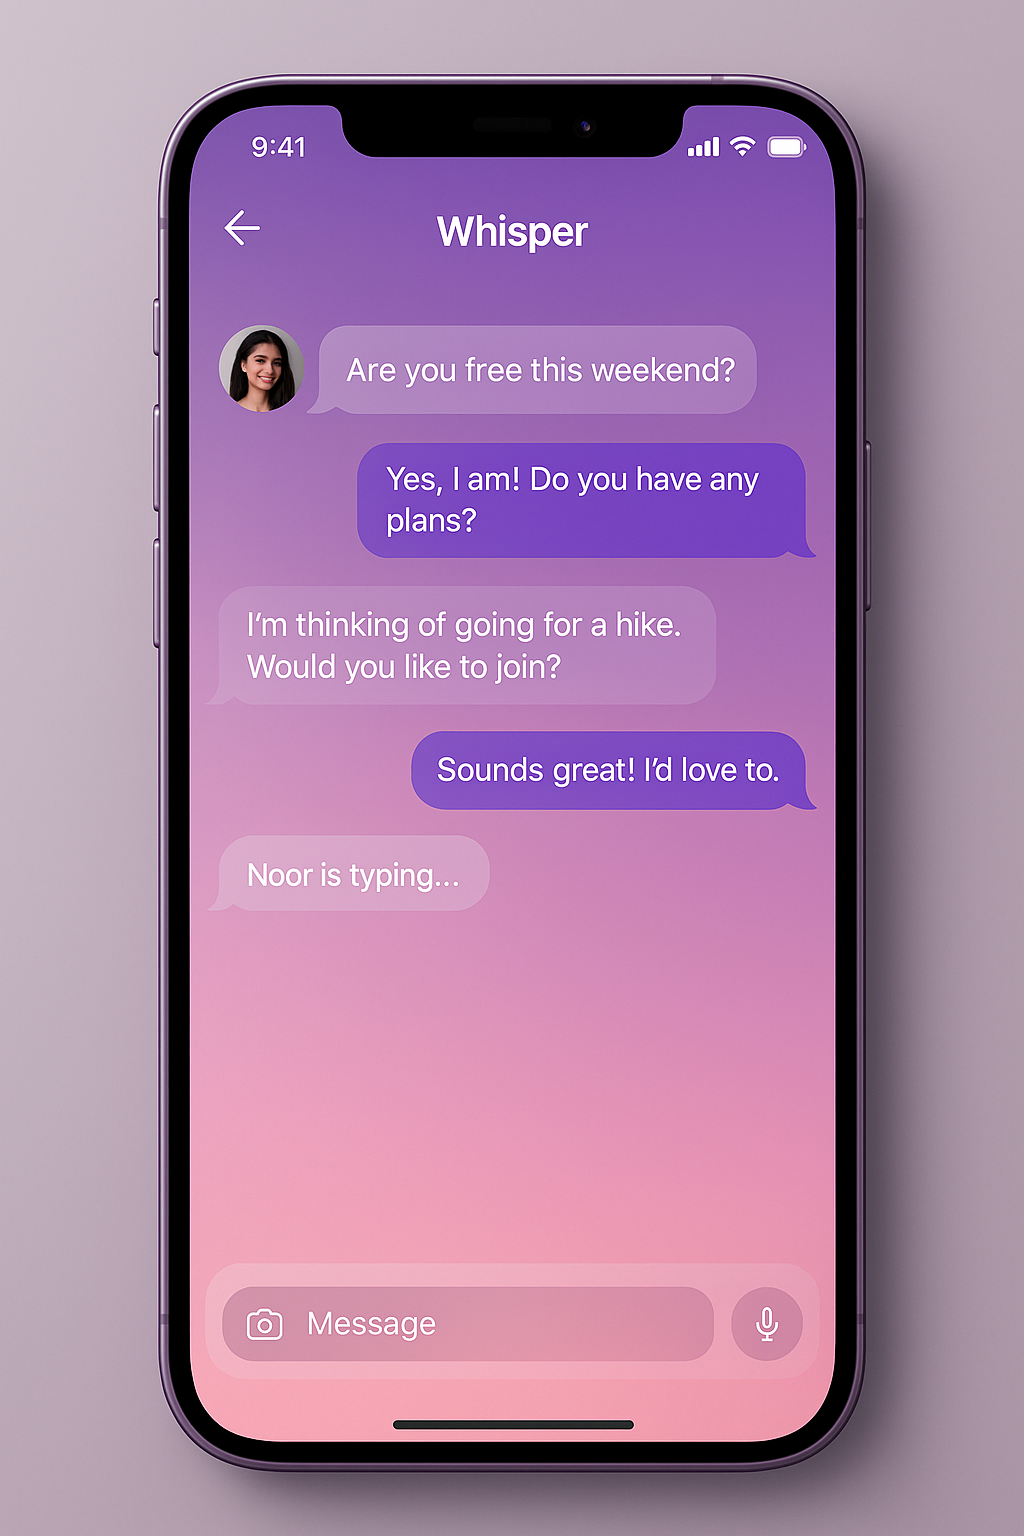 9:41
Whisper
Are you free this weekend?
Yes, I am! Do you have any
plans?
I’m thinking of going for a hike.
Would you like to join?
Sounds great! I’d love to.
Noor is typing...
Message